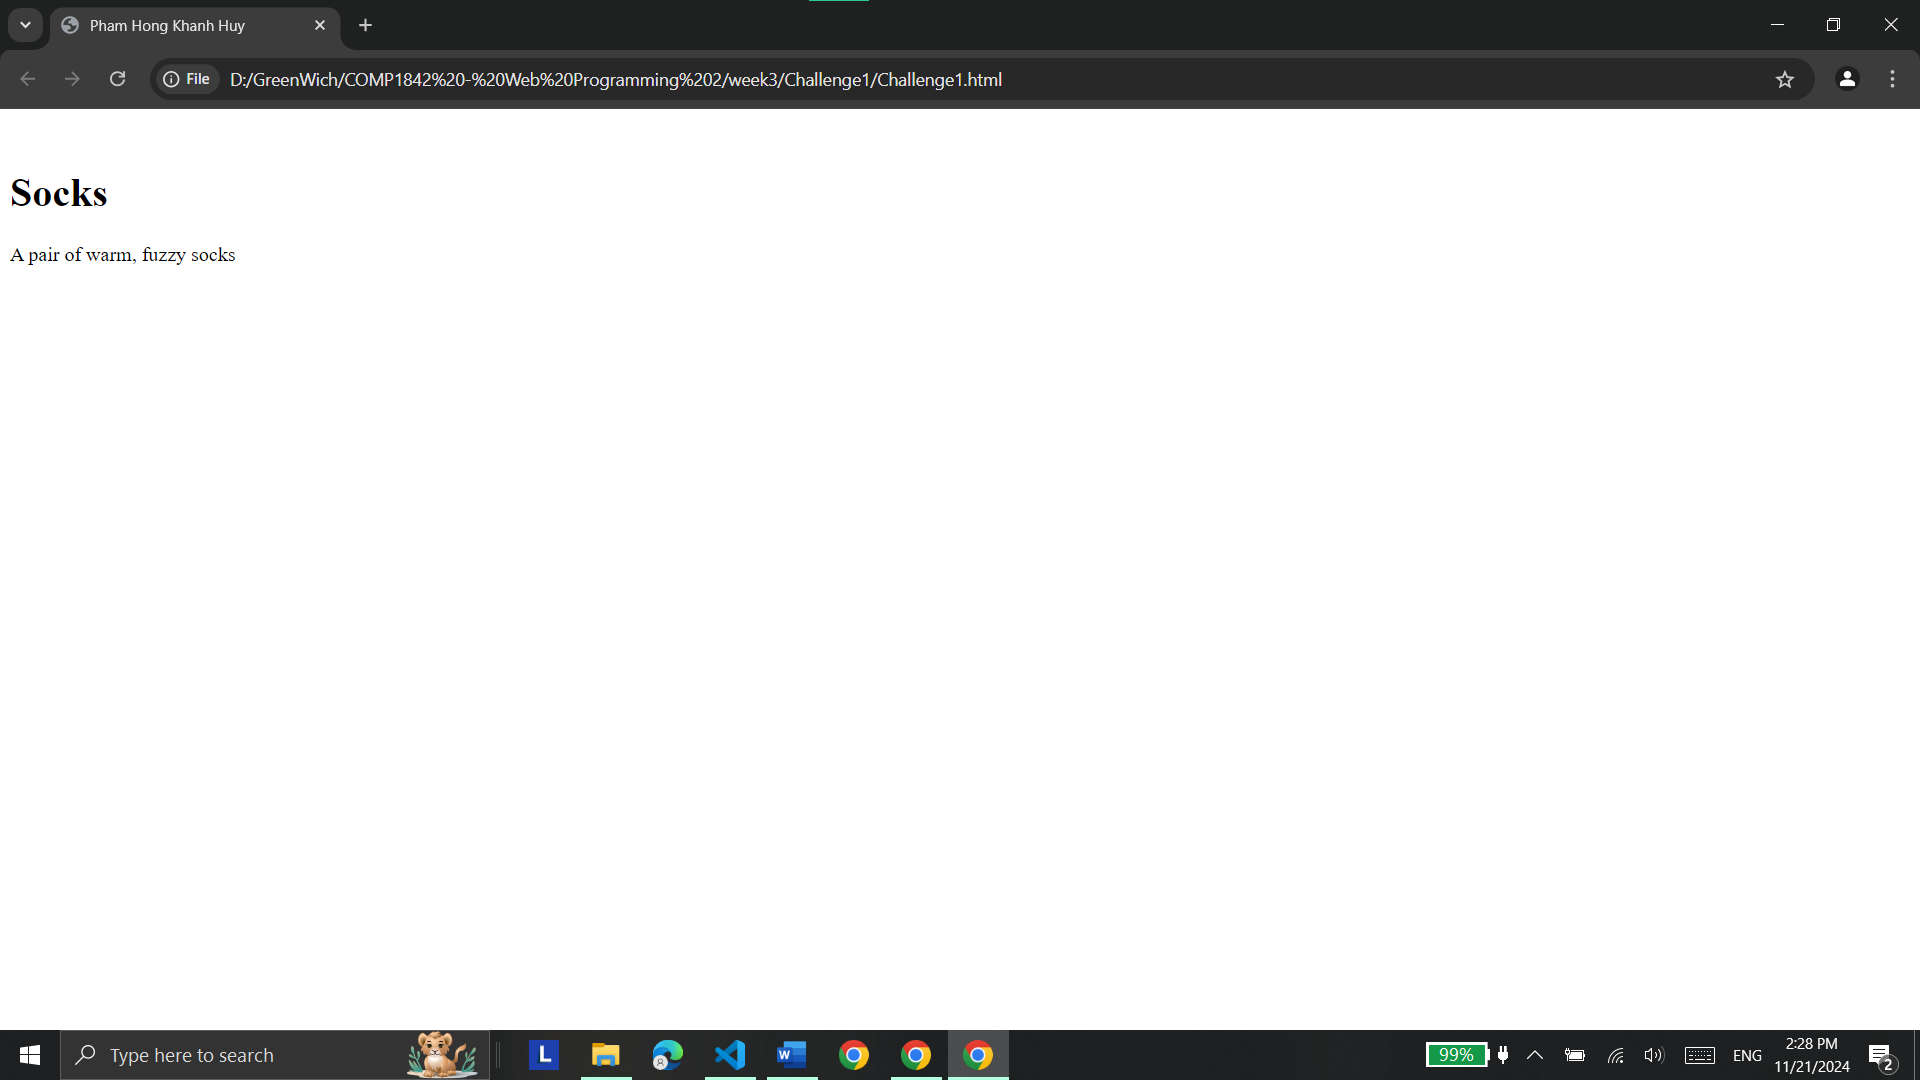 Pham Hong Khanh Huy
File
D:/GreenWich/COMP1842%20-%20Web%20Programming%202/week3/Challenge1/Challenge1.html
Socks
A pair of warm, fuzzy socks
Type here to search
L
W
99%
ENG
2:28 PM
11/21/2024
2